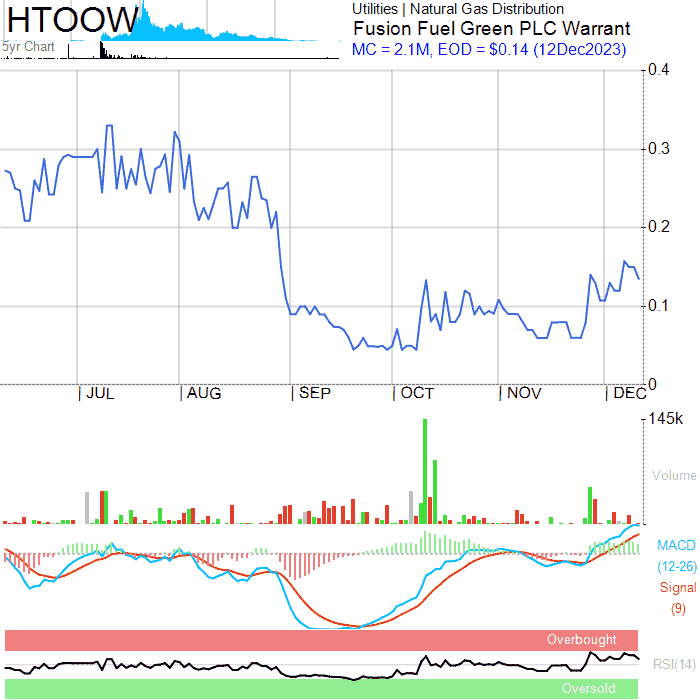 HTOOW
5yr Chart
Utilities | Natural Gas Distribution
Fusion Fuel Green PLC Warrant
MC = 2.1M, EOD = $0.14 (12Dec2023)
0.4
0.3
0.2
0.1
0
| JUL | AUG | SEP | OCT | NOV | DEC
145k
Volume
MACD
(12-26)
Signal
(9)
Overbought
RSI(14)
Oversold